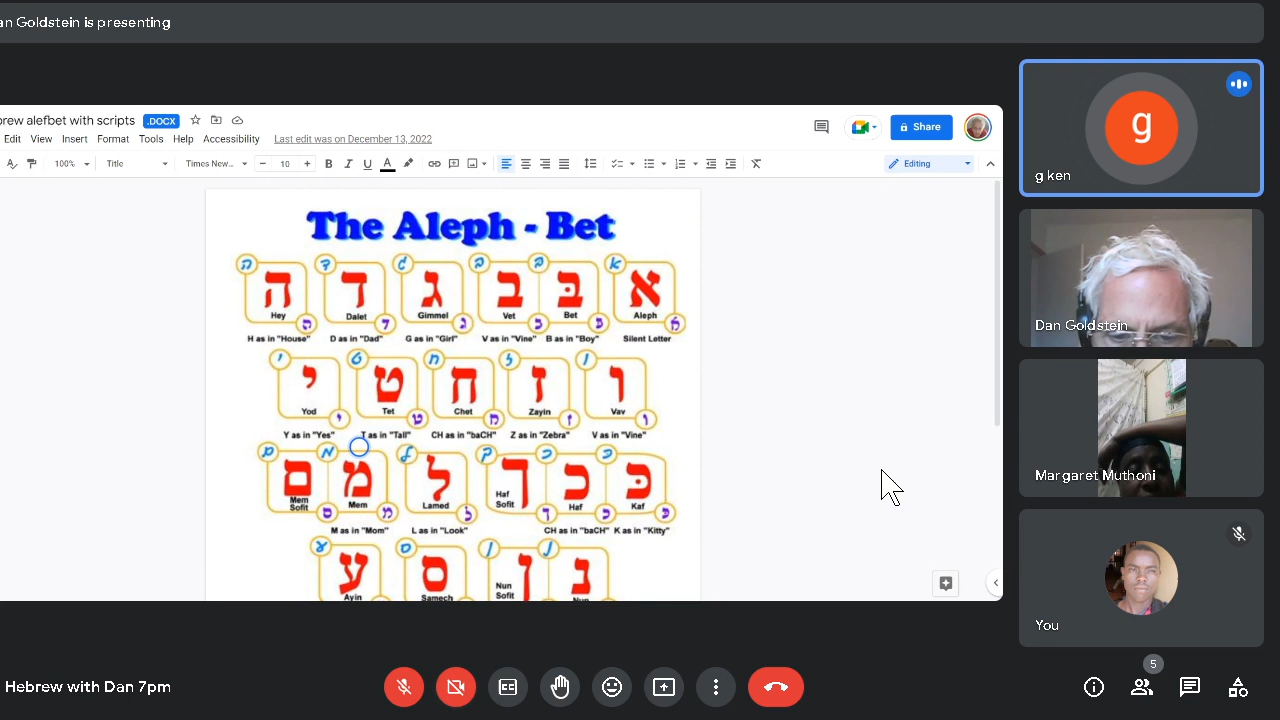 an Goldstein is presenting
brew alefbet with scripts .DOCX
Edit View Insert Format Tools Help Accessibility Last edit was on December 13, 2022
Share
100% Title Times New... 10 B I U A Editing
The Aleph - Bet
א בּ ב ג ד ה
Hey Dalet Gimmel Vet Bet Aleph
H as in "House" D as in "Dad" G as in "Girl" V as in "Vine" B as in "Boy" Silent Letter
ו ז ח ט י
Yod Tet Chet Zayin Vav
Y as in "Yes" T as in "Tall" CH as in "baCH" Z as in "Zebra" V as in "Vine"
כּ כ ך ל מ ם
Mem Sofit Mem Lamed Haf Sofit Haf Kaf
M as in "Mom" L as in "Look" CH as in "baCH" K as in "Kitty"
נ ן ס ע
Ayin Samech Nun Sofit Nun
g
g ken
Dan Goldstein
Margaret Muthoni
You
Hebrew with Dan 7pm
5